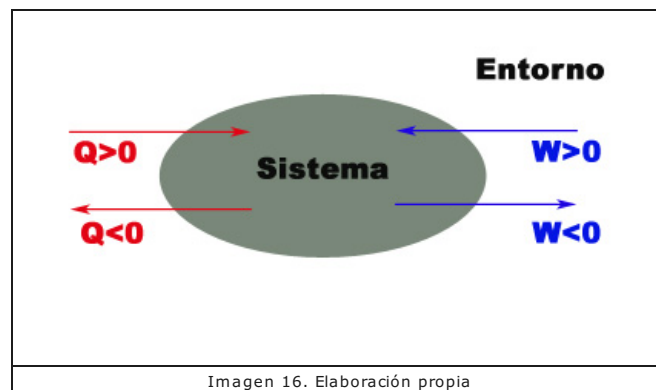 Entorno
Q>0
Sistema
W>0
Q<0
W<0
Imagen 16. Elaboración propia